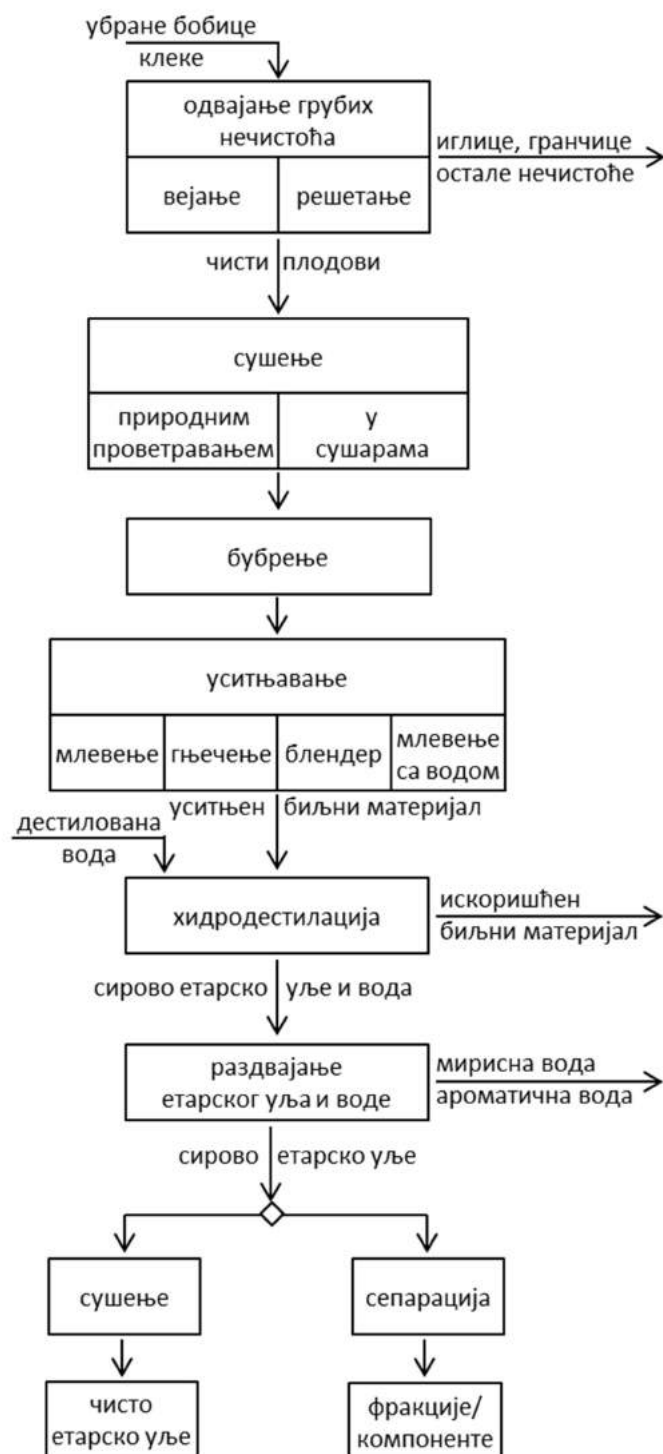 убране бобице
клеке
одвајање грубих
нечистоћа
вејање
решетање
иглице, гранчице
остале нечистоће
чисти плодови
сушење
природним
проветравањем
у
сушарама
бубрење
уситњавање
млевење
гњечење
блендер
млевење
са водом
уситњен биљни материјал
дестилована
вода
хидродестилација
искоришћен
биљни материјал
сирово етарско уље и вода
раздвајање
етарског уља и воде
мирисна вода
ароматична вода
сирово етарско уље
сушење
сепарација
чисто
етарско уље
фракције/
компоненте